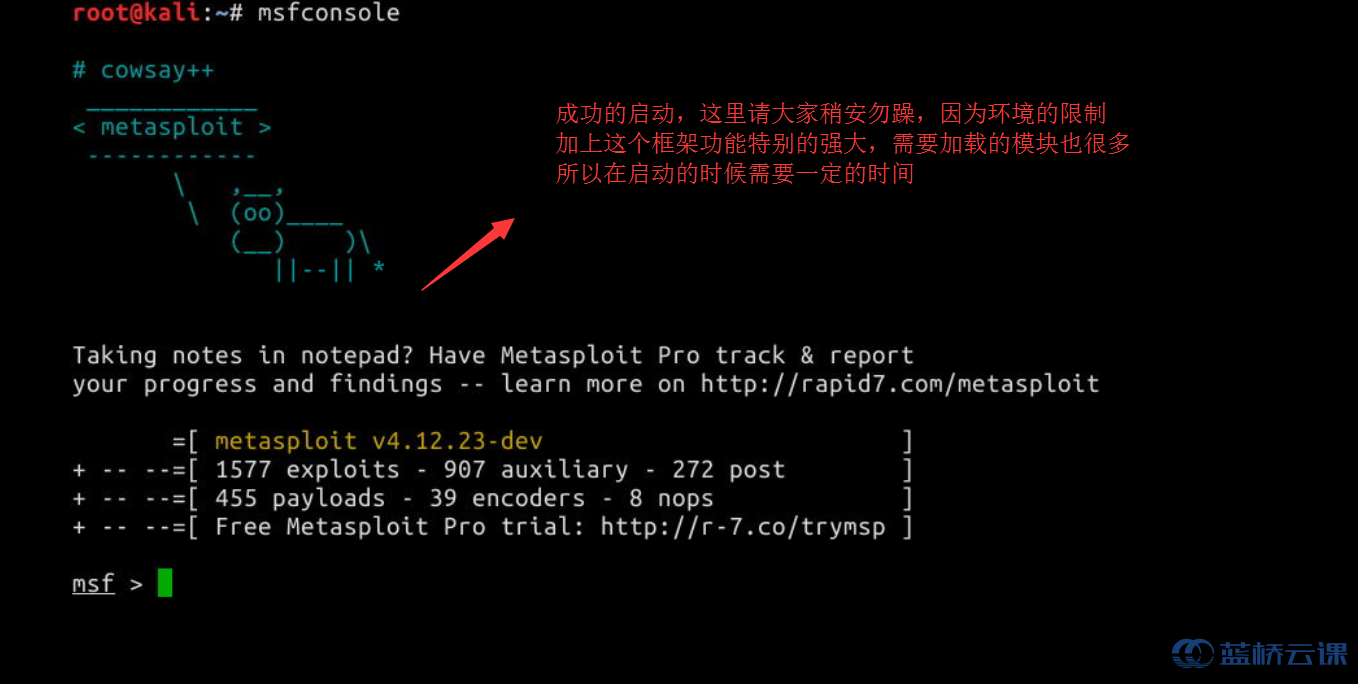 root@kali:~# msfconsole
# cowsay++
 ____________
< metasploit >
 ------------
       \   ,__,
        \  (oo)____
           (__)    )\
              ||--|| *
成功的启动，这里请大家稍安勿躁，因为环境的限制
加上这个框架功能特别的强大，需要加载的模块也很多
所以在启动的时候需要一定的时间
Taking notes in notepad? Have Metasploit Pro track & report
your progress and findings -- learn more on http://rapid7.com/metasploit
       =[ metasploit v4.12.23-dev                         ]
+ -- --=[ 1577 exploits - 907 auxiliary - 272 post        ]
+ -- --=[ 455 payloads - 39 encoders - 8 nops             ]
+ -- --=[ Free Metasploit Pro trial: http://r-7.co/trymsp ]
msf >
蓝桥云课